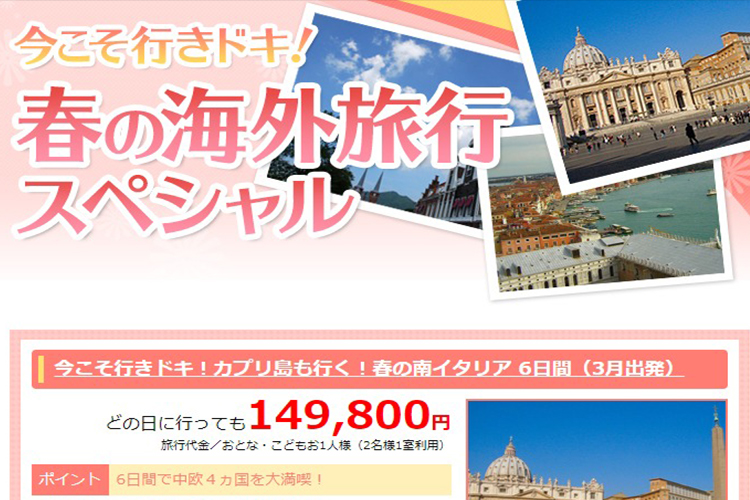 今こそ行きドキ!
春の海外旅行
スペシャル
今こそ行きドキ！カプリ島も行く！春の南イタリア 6日間（3月出発）
どの日に行っても149,800円
旅行代金／おとな・こどもお1人様（2名様1室利用）
ポイント 6日間で中欧４ヵ国を大満喫！